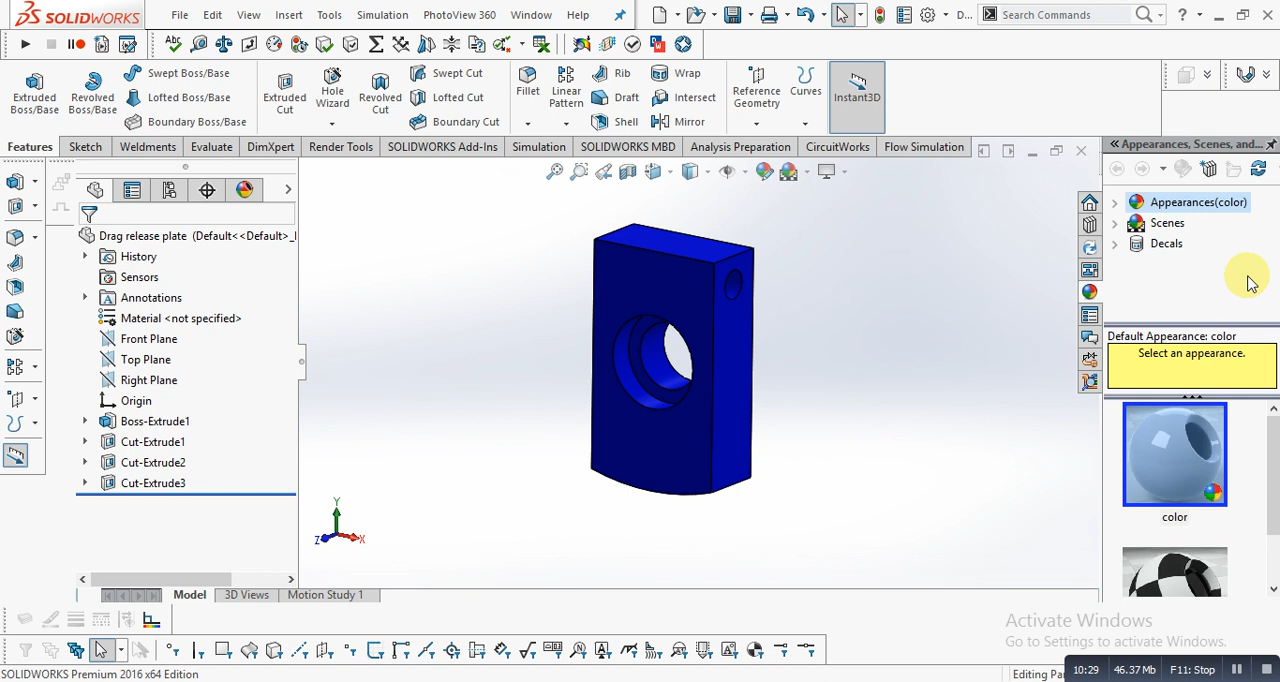 SOLIDWORKS File Edit View Insert Tools Simulation PhotoView 360 Window Help D... Search Commands
Extruded Boss/Base
Revolved Boss/Base
Swept Boss/Base
Lofted Boss/Base
Boundary Boss/Base
Extruded Cut
Hole Wizard
Revolved Cut
Swept Cut
Lofted Cut
Boundary Cut
Fillet
Linear Pattern
Rib
Draft
Shell
Wrap
Intersect
Mirror
Reference Geometry
Curves
Instant3D
Features Sketch Weldments Evaluate DimXpert Render Tools SOLIDWORKS Add-Ins Simulation SOLIDWORKS MBD Analysis Preparation CircuitWorks Flow Simulation
Appearances, Scenes, and...
Appearances(color)
Scenes
Decals
Drag release plate (Default<<Default>_
History
Sensors
Annotations
Material <not specified>
Front Plane
Top Plane
Right Plane
Origin
Boss-Extrude1
Cut-Extrude1
Cut-Extrude2
Cut-Extrude3
Default Appearance: color
Select an appearance.
color
Y
Z
X
Model 3D Views Motion Study 1
Activate Windows
Go to Settings to activate Windows.
SOLIDWORKS Premium 2016 x64 Edition
Editing Pa
10:29 46.37 Mb F11: Stop